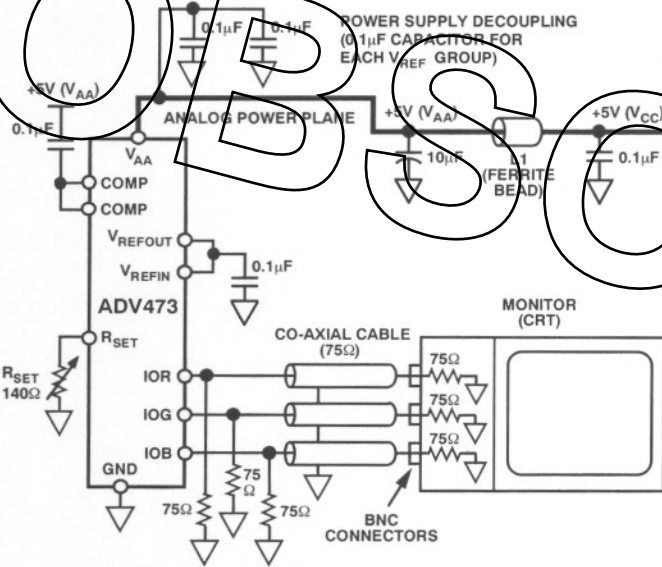 0.1µF
0.1µF
POWER SUPPLY DECOUPLING
(0.1µF CAPACITOR FOR
EACH VREF GROUP)
+5V (VAA)
0.1µF
ANALOG POWER PLANE
+5V (VAA)
+5V (VCC)
VAA
10µF
L1
(FERRITE
BEAD)
0.1µF
COMP
COMP
VREFOUT
VREFIN
0.1µF
ADV473
RSET
RSET
140Ω
CO-AXIAL CABLE
(75Ω)
MONITOR
(CRT)
IOR
75Ω
IOG
75Ω
IOB
75Ω
GND
75Ω
75
Ω
75Ω
BNC
CONNECTORS
OBSO